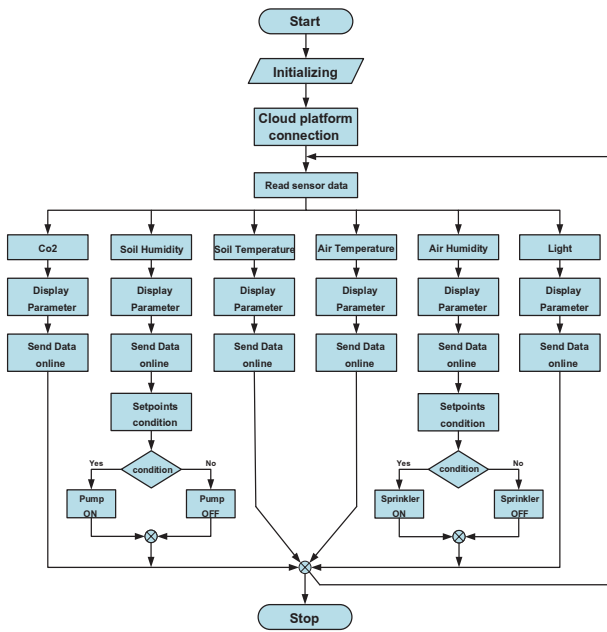 Start
Initializing
Cloud platform
connection
Read sensor data
Co2
Soil Humidity
Soil Temperature
Air Temperature
Air Humidity
Light
Display
Parameter
Display
Parameter
Display
Parameter
Display
Parameter
Display
Parameter
Display
Parameter
Send Data
online
Send Data
online
Send Data
online
Send Data
online
Send Data
online
Send Data
online
Setpoints
condition
Setpoints
condition
Yes
condition
No
Yes
condition
No
Pump
ON
Pump
OFF
Sprinkler
ON
Sprinkler
OFF
Stop